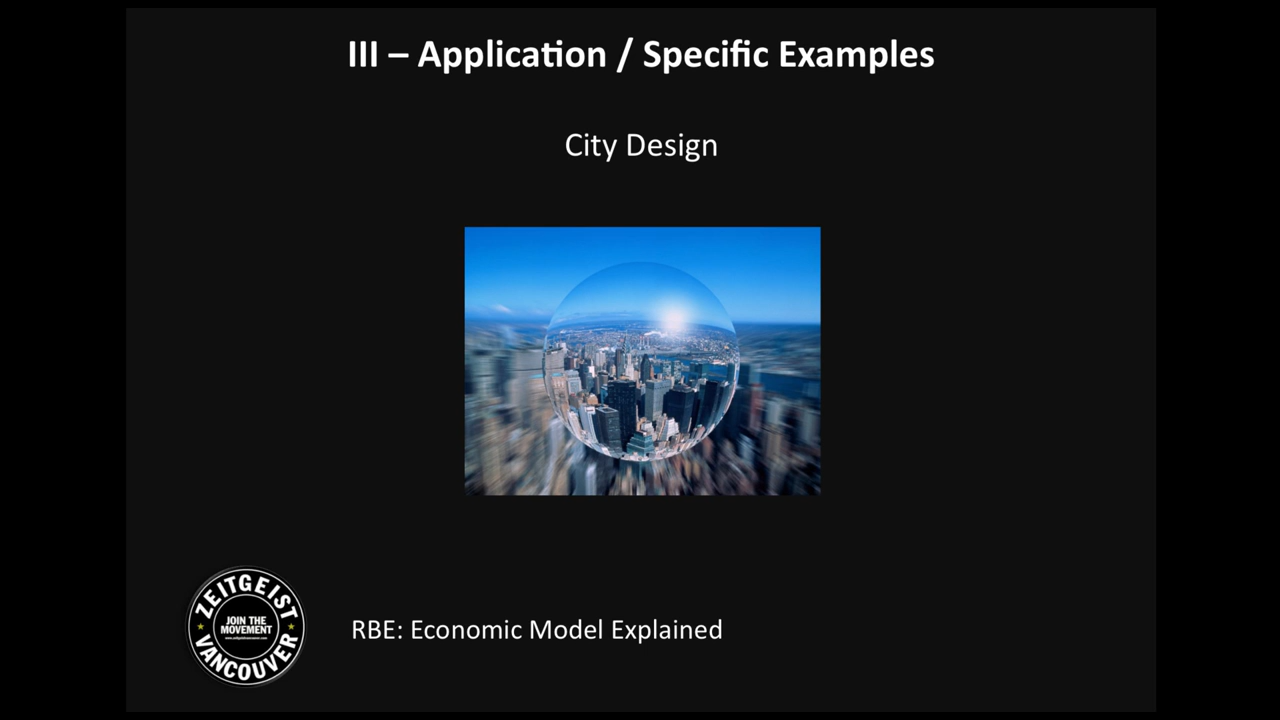 III – Application / Specific Examples
City Design
ZEITGEIST
JOIN THE
MOVEMENT
VANCOUVER
RBE: Economic Model Explained